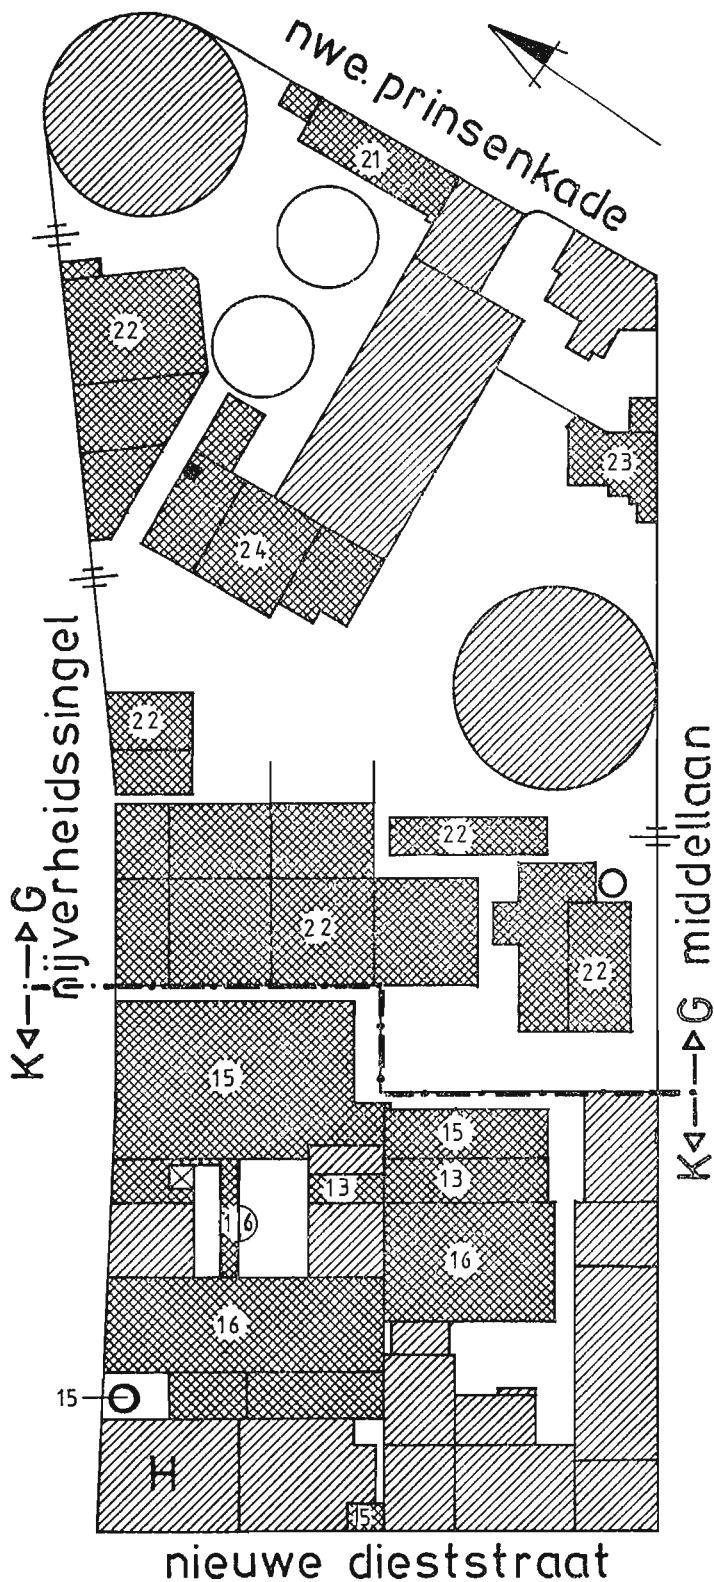 nwe. prinsenkade
21
22
23
24
nijverheidssingel
22
22
22
22
middellaan
K G
K G
15
15
13
13
16
16
16
15
H
15
nieuwe dieststraat